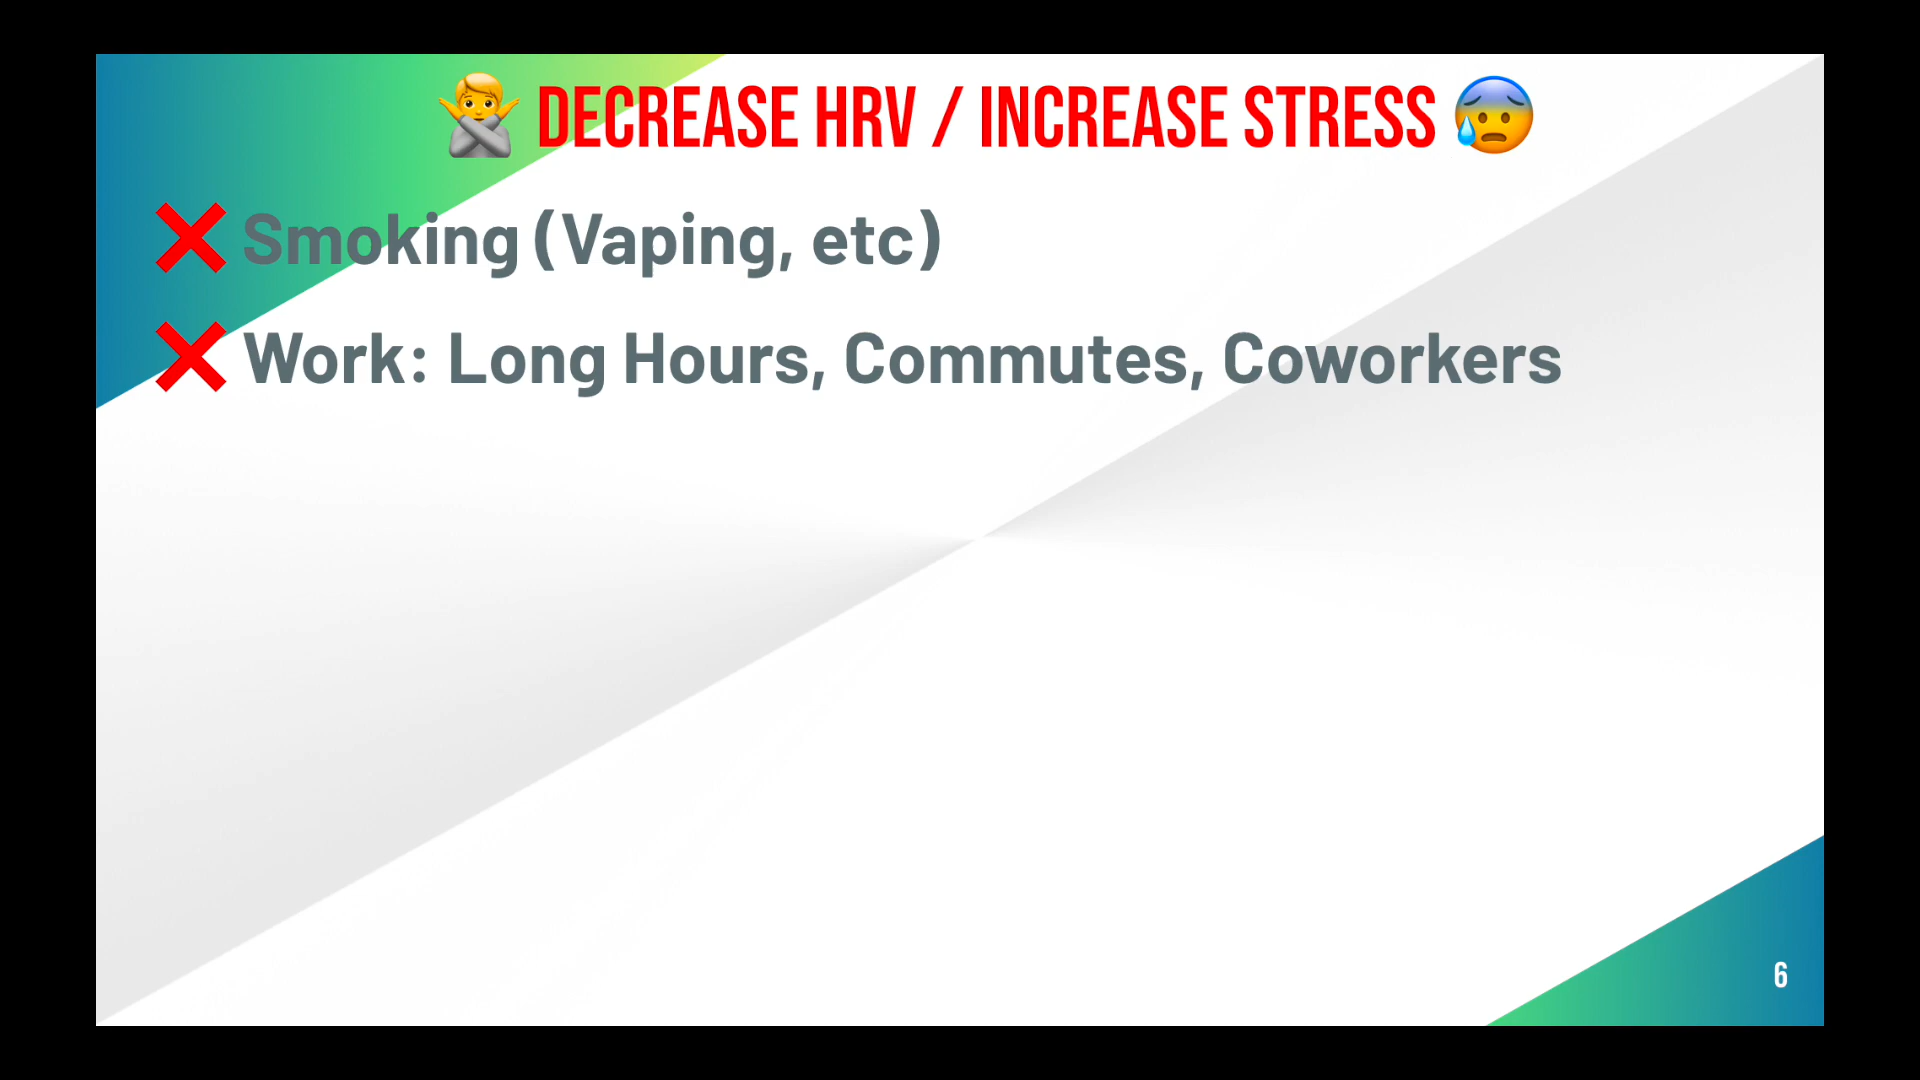 🙅 DECREASE HRV / INCREASE STRESS 😰
❌ Smoking (Vaping, etc)
❌ Work: Long Hours, Commutes, Coworkers
6